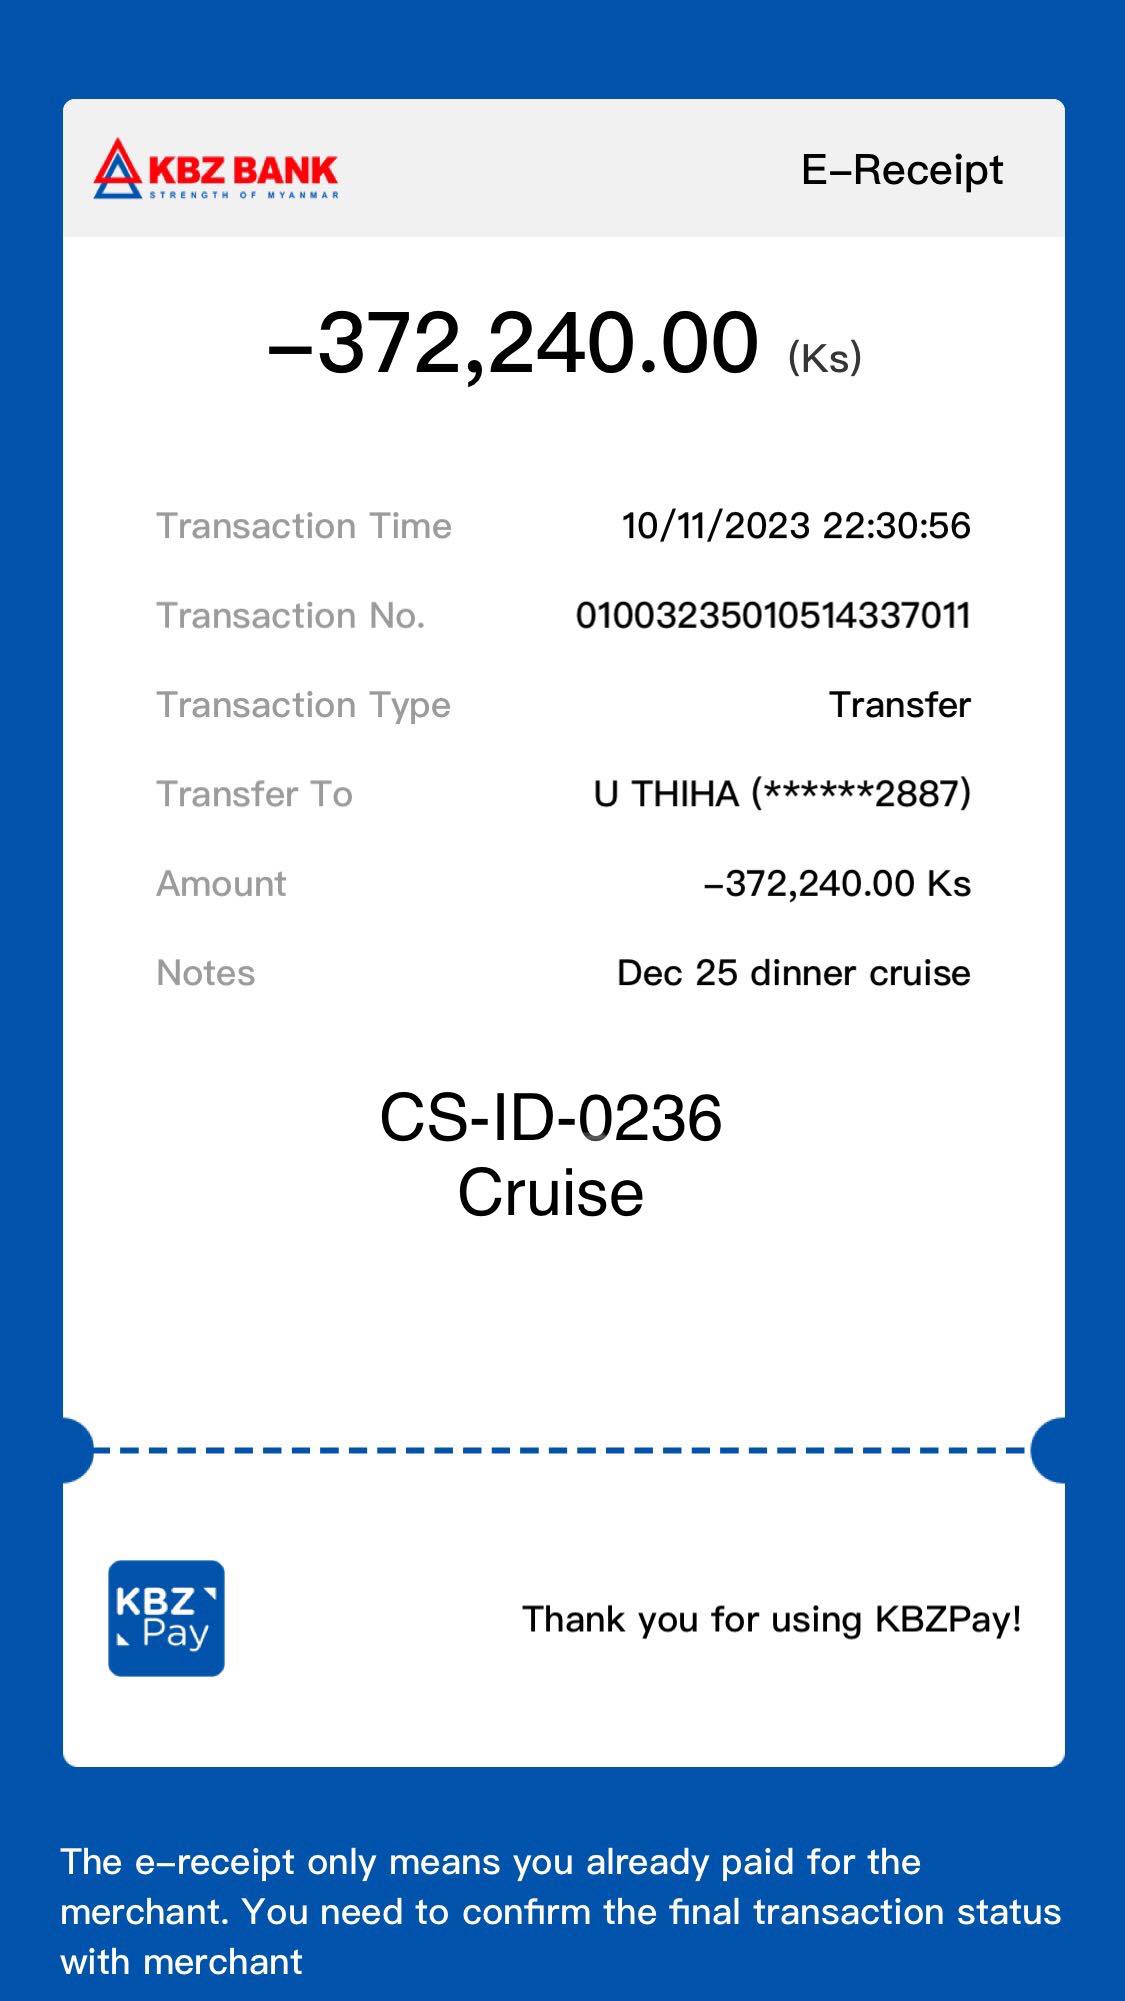 KBZ BANK
STRENGTH OF MYANMAR
E-Receipt
-372,240.00 (Ks)
Transaction Time 10/11/2023 22:30:56
Transaction No. 01003235010514337011
Transaction Type Transfer
Transfer To U THIHA (******2887)
Amount -372,240.00 Ks
Notes Dec 25 dinner cruise
CS-ID-0236
Cruise
KBZ
Pay
Thank you for using KBZPay!
The e-receipt only means you already paid for the
merchant. You need to confirm the final transaction status
with merchant